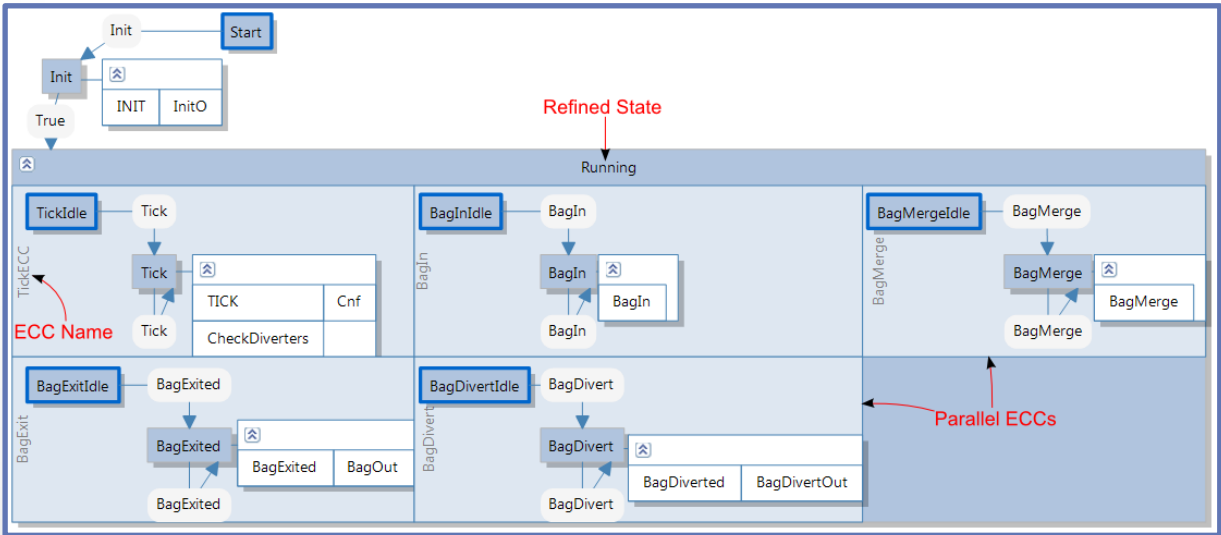 Init
Start
Init
INIT InitO
True
Refined State
Running
TickIdle Tick
BagInIdle BagIn
BagMergeIdle BagMerge
TickECC
Tick
TICK Cnf
CheckDiverters
Tick
ECC Name
BagIn
BagIn
BagIn
BagIn
BagMerge
BagMerge
BagMerge
BagMerge
BagExitIdle BagExited
BagDivertIdle BagDivert
Parallel ECCs
BagExit
BagExited
BagExited BagOut
BagExited
BagDivert
BagDivert
BagDiverted BagDivertOut
BagDivert